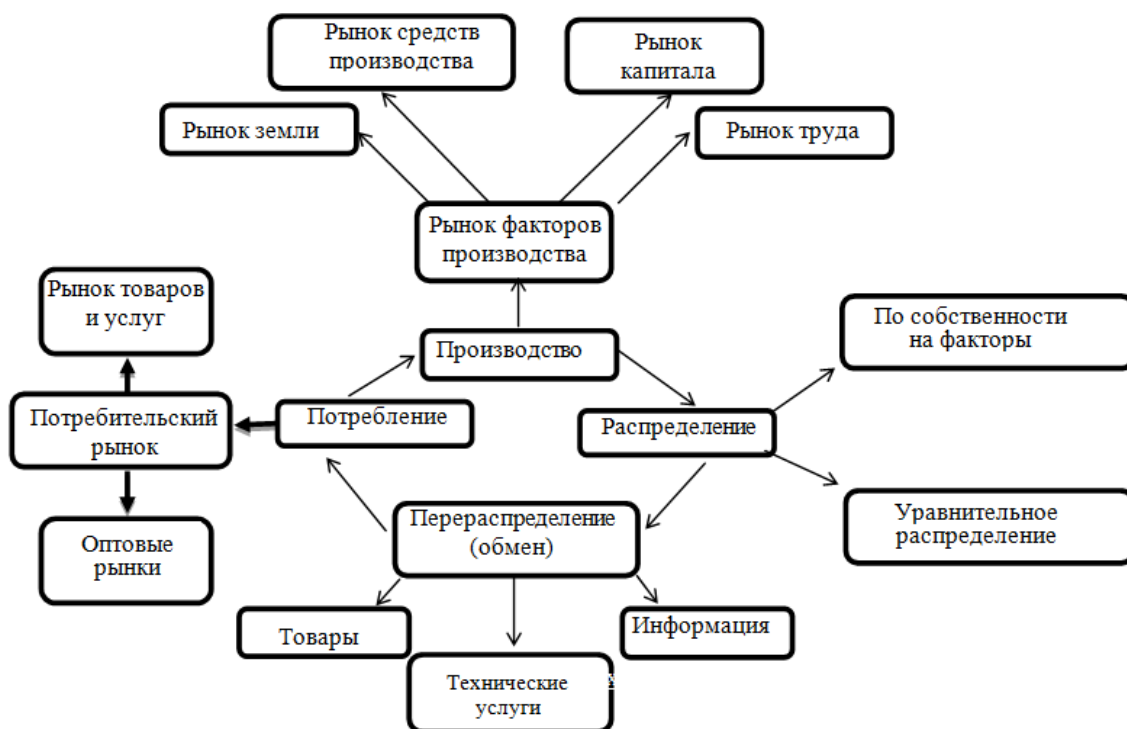 Рынок средств
производства
Рынок
капитала
Рынок земли
Рынок труда
Рынок факторов
производства
Рынок товаров
и услуг
По собственности
на факторы
Производство
Потребительский
рынок
Потребление
Распределение
Перераспределение
(обмен)
Уравнительное
распределение
Оптовые
рынки
Товары
Информация
Технические
услуги